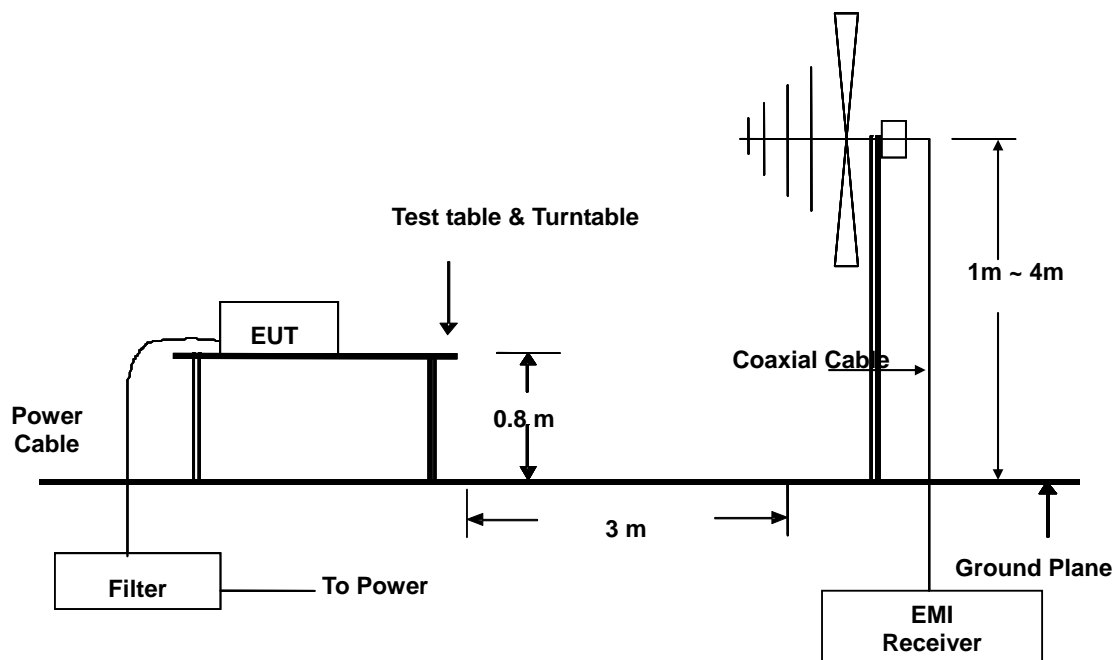 Test table & Turntable
1m ~ 4m
EUT
Coaxial Cable
0.8 m
Power
Cable
3 m
Ground Plane
Filter
To Power
EMI
Receiver